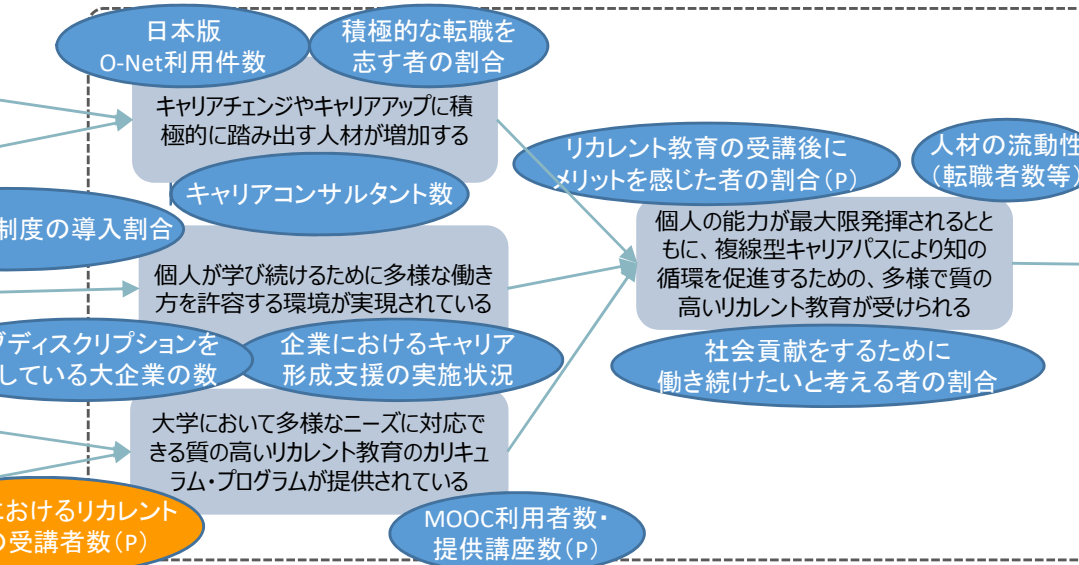 日本版
O-Net利用件数
積極的な転職を
志す者の割合
キャリアチェンジやキャリアアップに積
極的に踏み出す人材が増加する
キャリアコンサルタント数
制度の導入割合
個人が学び続けるために多様な働き
方を許容する環境が実現されている
ブディスクリプションを
している大企業の数
企業におけるキャリア
形成支援の実施状況
大学において多様なニーズに対応で
きる質の高いリカレント教育のカリキュ
ラム・プログラムが提供されている
におけるリカレント
の受講者数(P)
MOOC利用者数・
提供講座数(P)
リカレント教育の受講後に
メリットを感じた者の割合(P)
人材の流動性
(転職者数等)
個人の能力が最大限発揮されるとと
もに、複線型キャリアパスにより知の
循環を促進するための、多様で質の
高いリカレント教育が受けられる
社会貢献をするために
働き続けたいと考える者の割合